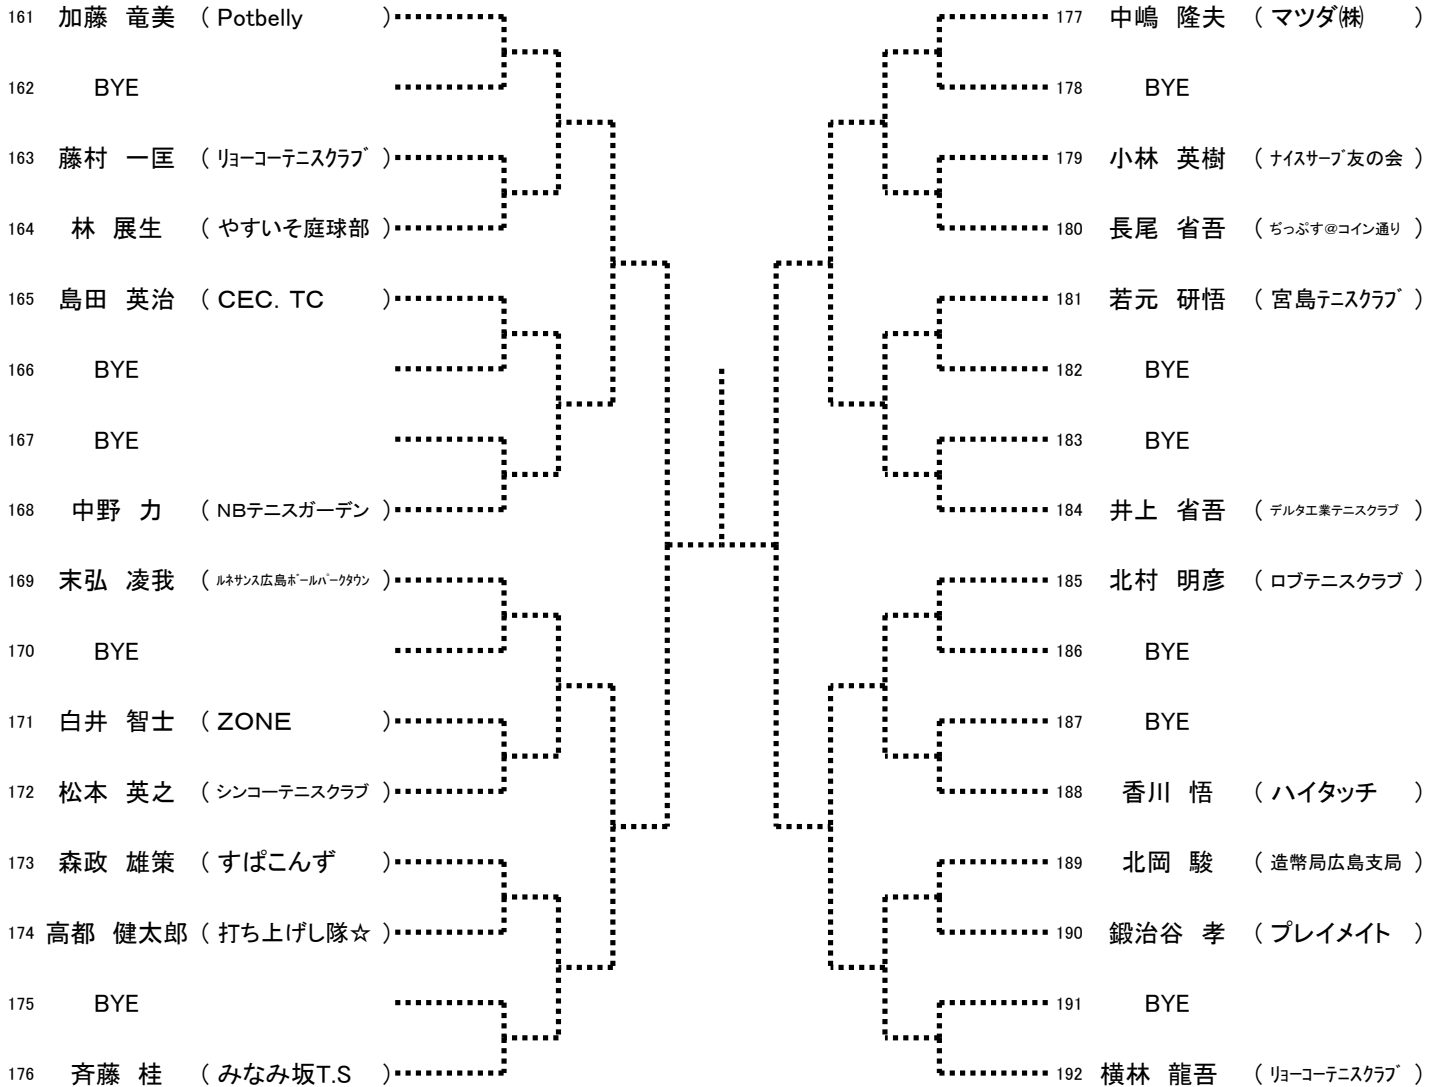 161 加藤 竜美 ( Potbelly )
162 BYE
163 藤村 一匡 ( ﾘｮｰｺｰﾃﾆｽｸﾗﾌﾞ )
164 林 展生 ( やすいそ庭球部 )
165 島田 英治 ( CEC. TC )
166 BYE
167 BYE
168 中野 力 ( NBテニスガーデン )
169 末弘 凌我 ( ﾙﾈｻﾝｽ広島ﾎﾞｰﾙﾊﾟｰｸﾀｳﾝ )
170 BYE
171 白井 智士 ( ZONE )
172 松本 英之 ( シンコーテニスクラブ )
173 森政 雄策 ( すぱこんず )
174 高都 健太郎 ( 打ち上げし隊☆ )
175 BYE
176 斉藤 桂 ( みなみ坂T.S )
177 中嶋 隆夫 ( マツダ㈱ )
178 BYE
179 小林 英樹 ( ﾅｲｽｻｰﾌﾞ友の会 )
180 長尾 省吾 ( ぢっぷす@コイン通り )
181 若元 研悟 ( 宮島ﾃﾆｽｸﾗﾌﾞ )
182 BYE
183 BYE
184 井上 省吾 ( デルタ工業テニスクラブ )
185 北村 明彦 ( ロブテニスクラブ )
186 BYE
187 BYE
188 香川 悟 ( ハイタッチ )
189 北岡 駿 ( 造幣局広島支局 )
190 鍛治谷 孝 ( プレイメイト )
191 BYE
192 横林 龍吾 ( ﾘｮｰｺｰﾃﾆｽｸﾗﾌﾞ )